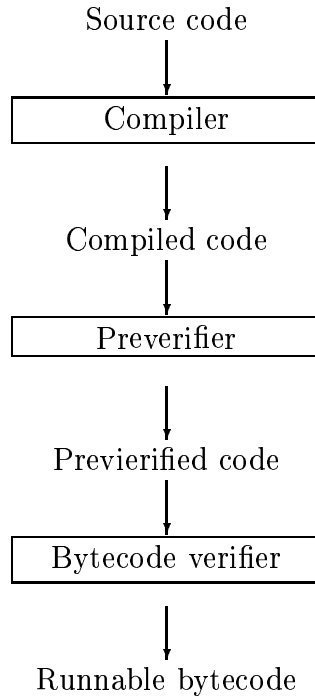 Source code
Compiler
Compiled code
Preverifier
Previerified code
Bytecode verifier
Runnable bytecode